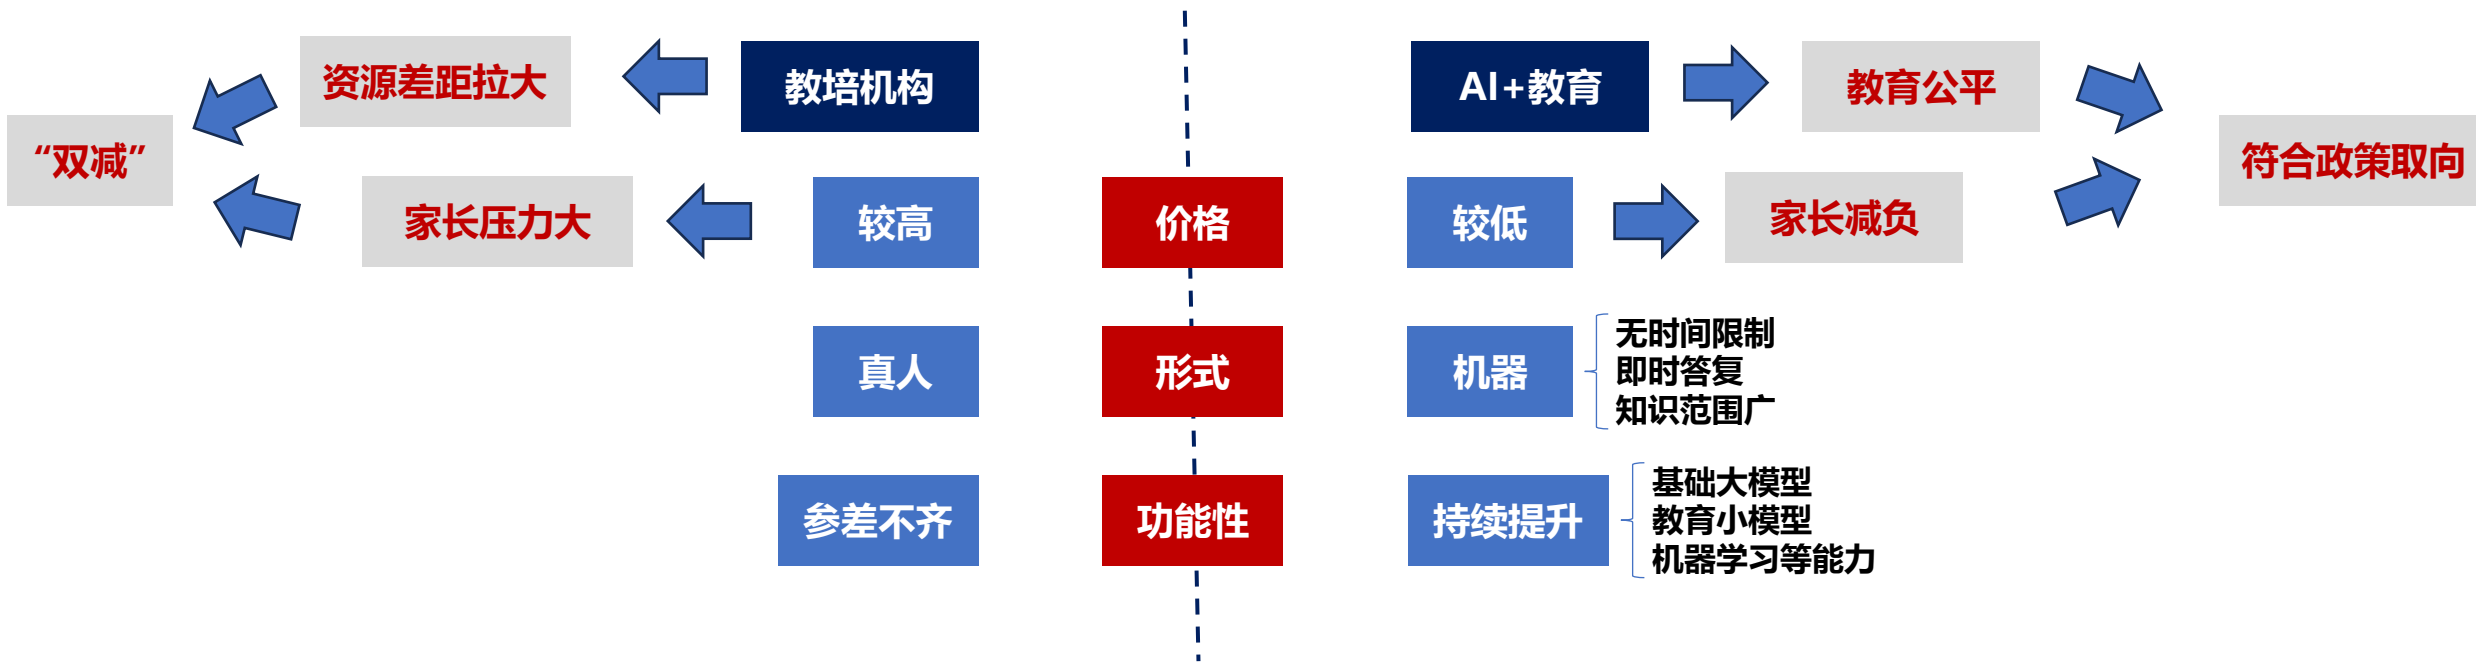 资源差距拉大
教培机构
AI+教育
教育公平
“双减”
符合政策取向
家长压力大
较高
价格
较低
家长减负
真人
形式
机器
无时间限制
即时答复
知识范围广
参差不齐
功能性
持续提升
基础大模型
教育小模型
机器学习等能力